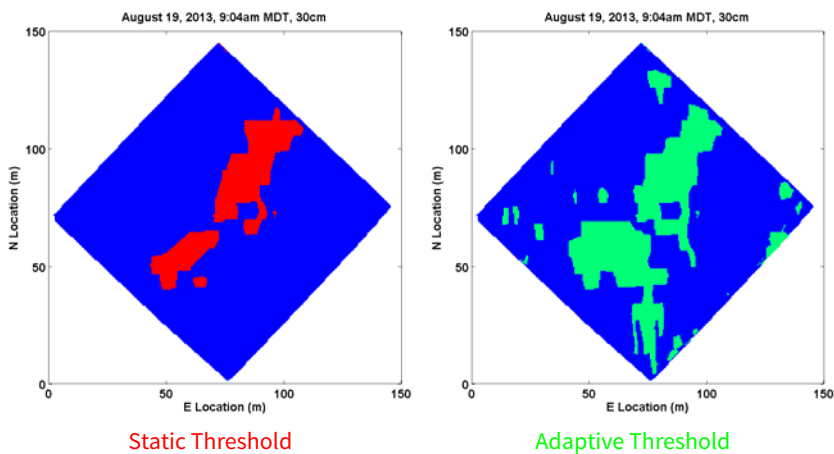 August 19, 2013, 9:04am MDT, 30cm
150
100
50
0
N Location (m)
0 50 100 150
E Location (m)
Static Threshold
August 19, 2013, 9:04am MDT, 30cm
150
100
50
0
N Location (m)
0 50 100 150
E Location (m)
Adaptive Threshold